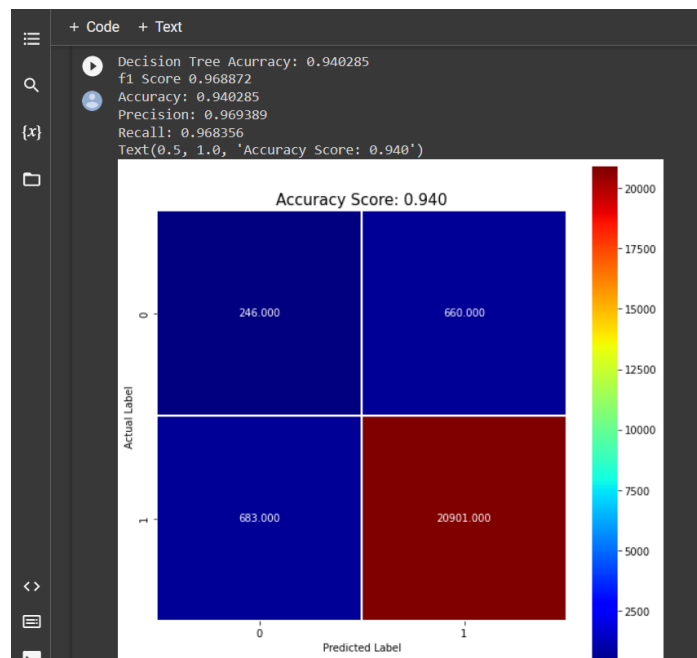 + Code + Text
Decision Tree Acurracy: 0.940285
f1 Score 0.968872
Accuracy: 0.940285
Precision: 0.969389
Recall: 0.968356
Text(0.5, 1.0, 'Accuracy Score: 0.940')
{x}
Accuracy Score: 0.940
20000
17500
15000
12500
10000
7500
5000
2500
Actual Label
0
246.000
660.000
1
683.000
20901.000
0
1
Predicted Label
<>